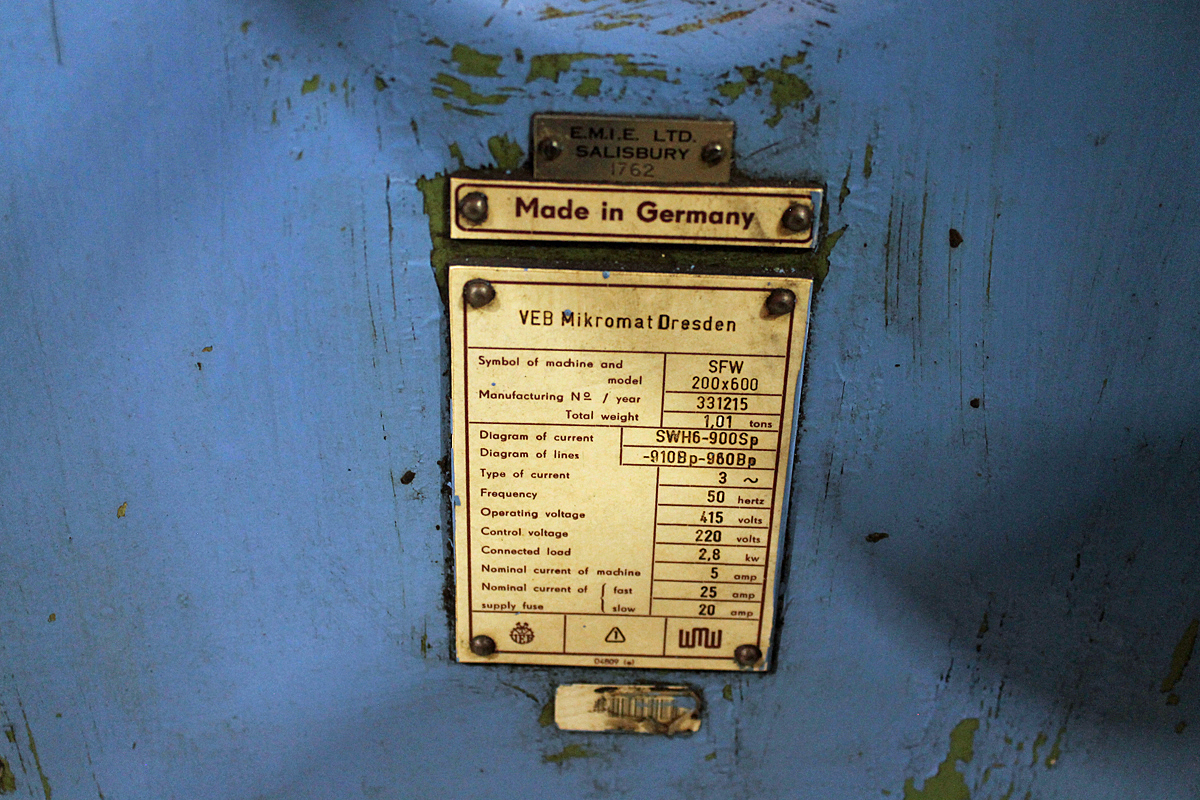 E.M.I.E. LTD.
SALISBURY
1762
Made in Germany
VEB Mikromat Dresden
Symbol of machine and model SFW 200x600
Manufacturing No / year 331215
Total weight 1,01 tons
Diagram of current SWH6-900Sp
Diagram of lines -910Bp-960Bp
Type of current 3 ~
Frequency 50 hertz
Operating voltage 415 volts
Control voltage 220 volts
Connected load 2,8 kw
Nominal current of machine 5 amp
Nominal current of { fast 25 amp
supply fuse { slow 20 amp
WMW